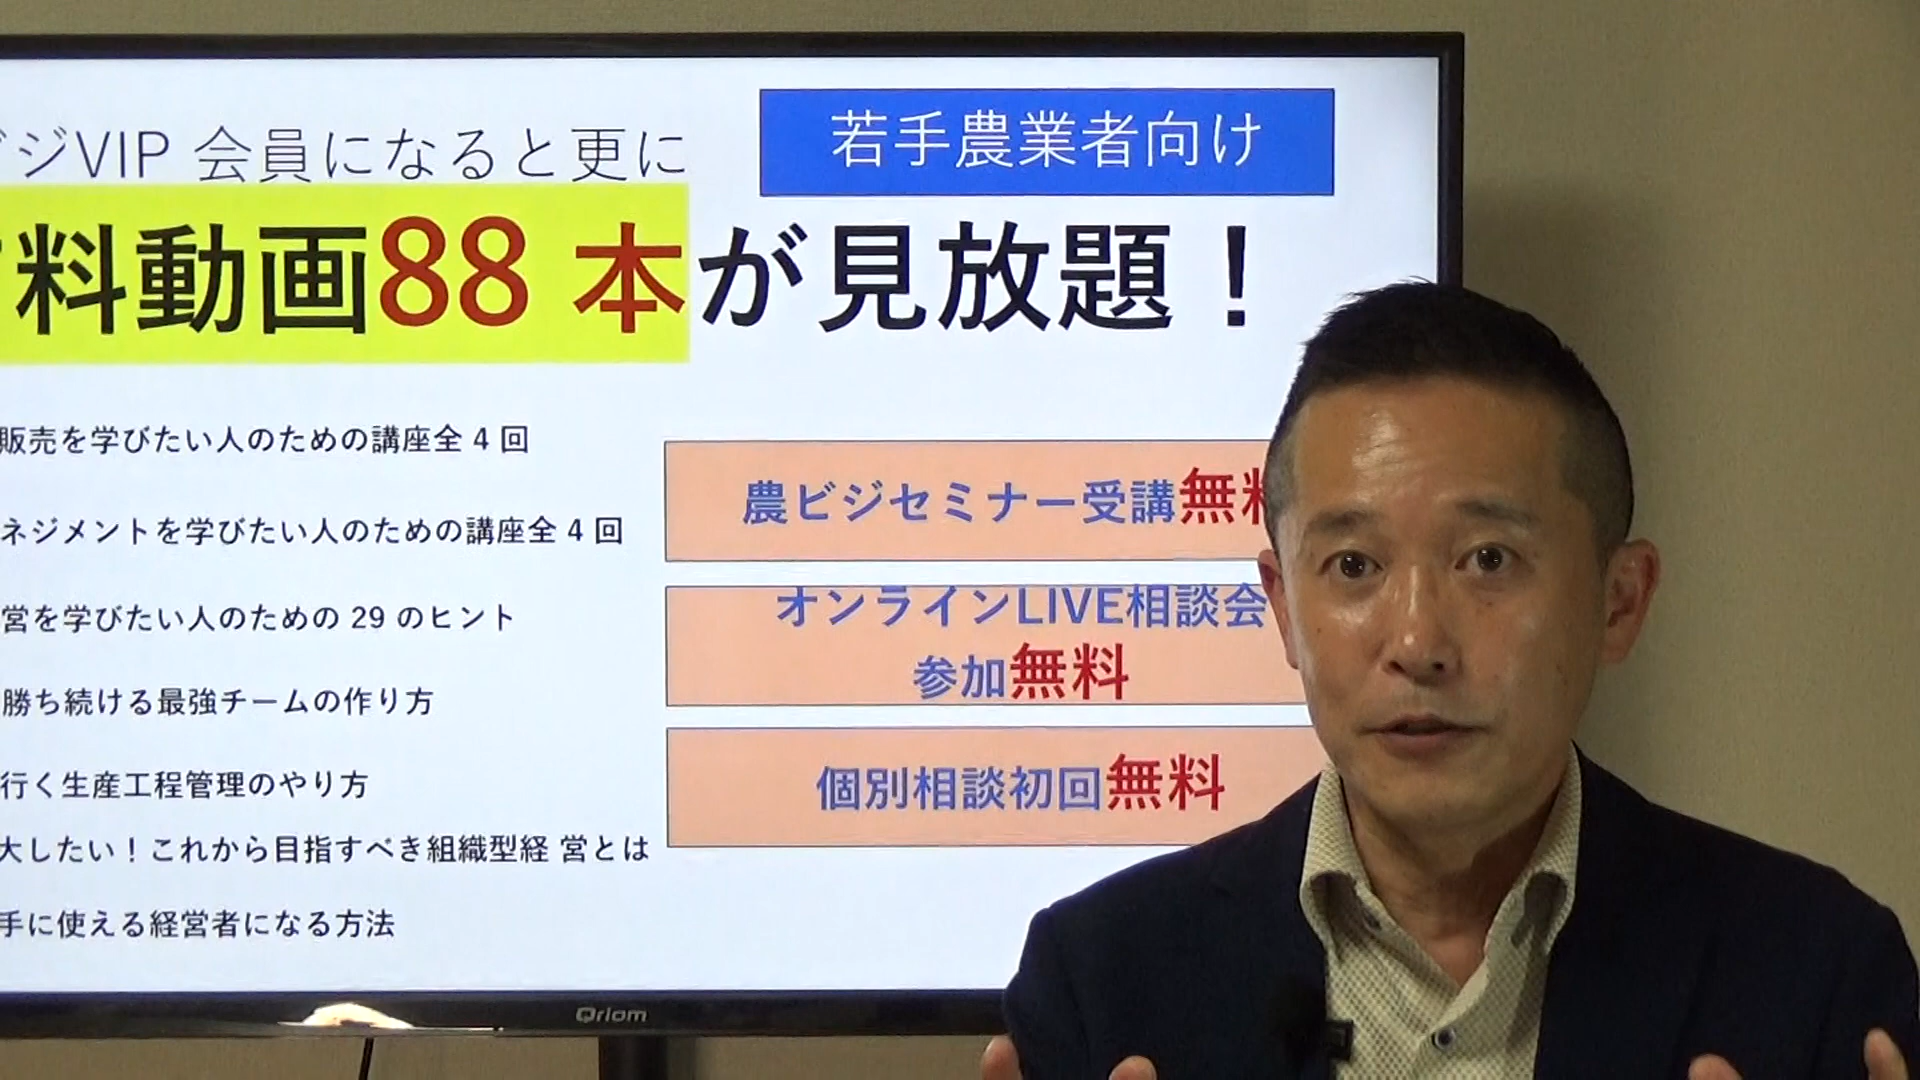 ジVIP 会員になると更に
若手農業者向け
料動画88 本が見放題！
販売を学びたい人のための講座全 4 回
ネジメントを学びたい人のための講座全 4 回
営を学びたい人のための 29 のヒント
勝ち続ける最強チームの作り方
行く生産工程管理のやり方
大したい！これから目指すべき組織型経 営とは
手に使える経営者になる方法
農ビジセミナー受講無料
オンラインLIVE相談会
参加無料
個別相談初回無料
Qriom